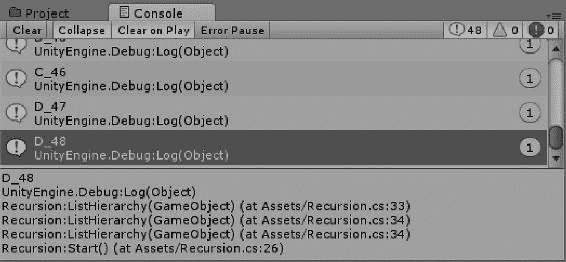 Project Console
Clear Collapse Clear on Play Error Pause 48 0 0
UnityEngine.Debug:Log(Object) 1
C_46
UnityEngine.Debug:Log(Object) 1
D_47
UnityEngine.Debug:Log(Object) 1
D_48
UnityEngine.Debug:Log(Object) 1
D_48
UnityEngine.Debug:Log(Object)
Recursion:ListHierarchy(GameObject) (at Assets/Recursion.cs:33)
Recursion:ListHierarchy(GameObject) (at Assets/Recursion.cs:34)
Recursion:ListHierarchy(GameObject) (at Assets/Recursion.cs:34)
Recursion:Start() (at Assets/Recursion.cs:26)